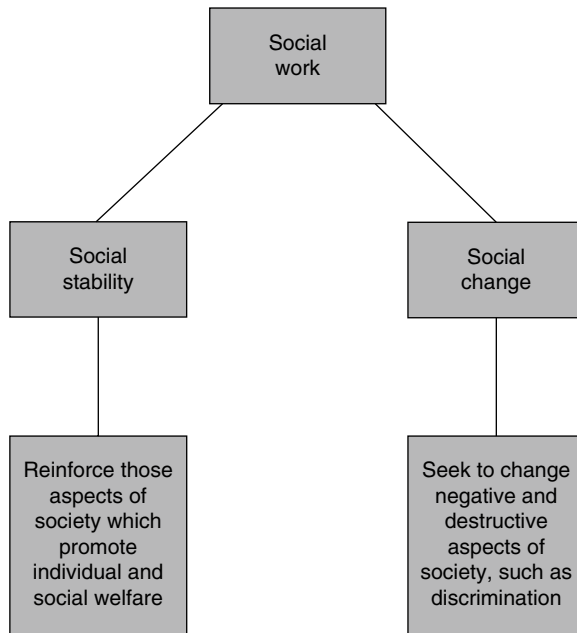 Social
work
Social
stability
Social
change
Reinforce those
aspects of
society which
promote
individual and
social welfare
Seek to change
negative and
destructive
aspects of
society, such as
discrimination